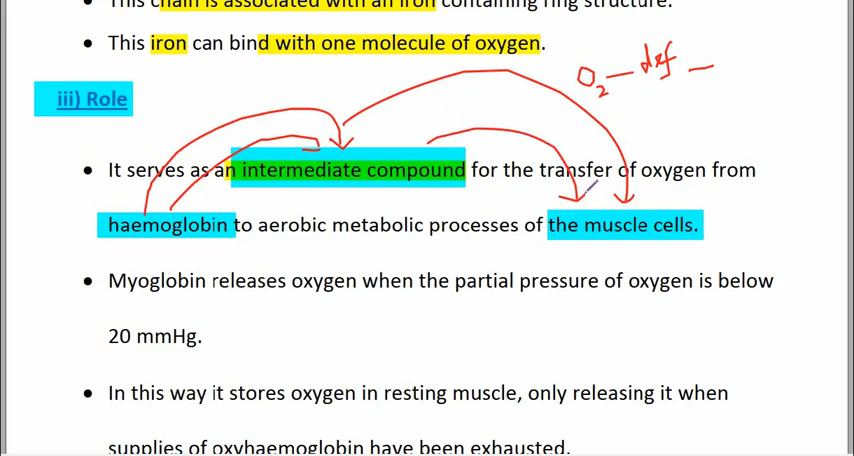 • This chain is associated with an iron containing ring structure.
• This iron can bind with one molecule of oxygen.
O2 — def —
iii) Role
• It serves as an intermediate compound for the transfer of oxygen from
haemoglobin to aerobic metabolic processes of the muscle cells.
• Myoglobin releases oxygen when the partial pressure of oxygen is below
20 mmHg.
• In this way it stores oxygen in resting muscle, only releasing it when
supplies of oxyhaemoglobin have been exhausted.